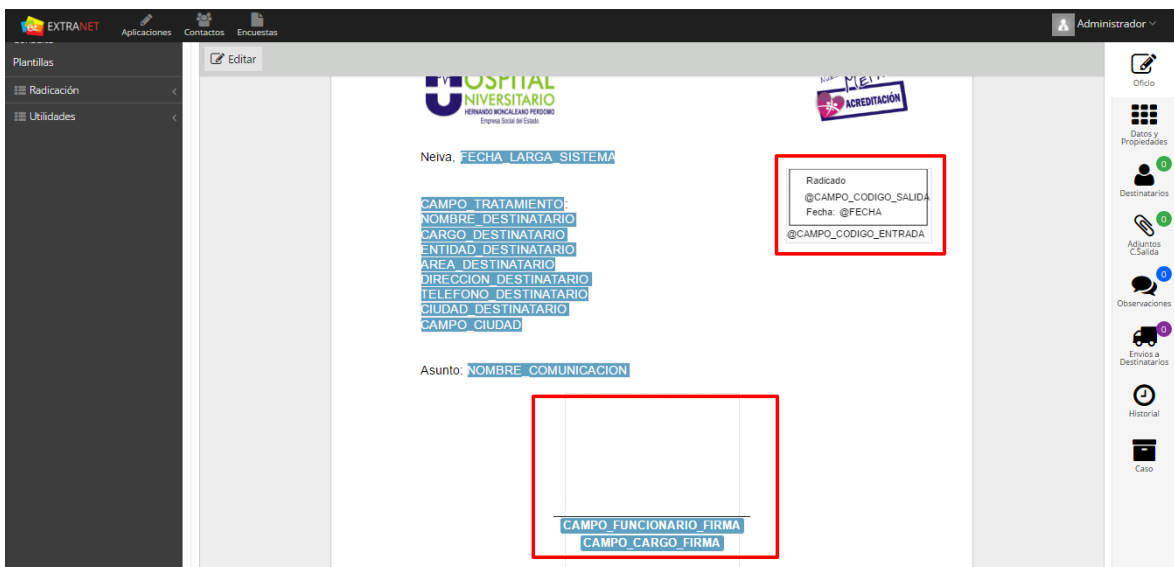 EXTRANET
Aplicaciones
Contactos
Encuestas
Administrador
Plantillas
Radicación
Utilidades
Editar
OSPITAL
NIVERSITARIO
HERNANDO MONCALEANO PERDOMO
Empresa Social del Estado
ACREDITACIÓN
Neiva, FECHA_LARGA_SISTEMA
Radicado
@CAMPO_CODIGO_SALIDA
Fecha: @FECHA
@CAMPO_CODIGO_ENTRADA
CAMPO_TRATAMIENTO:
NOMBRE_DESTINATARIO
CARGO_DESTINATARIO
ENTIDAD_DESTINATARIO
AREA_DESTINATARIO
DIRECCION_DESTINATARIO
TELEFONO_DESTINATARIO
CIUDAD_DESTINATARIO
CAMPO_CIUDAD
Asunto: NOMBRE_COMUNICACION
CAMPO_FUNCIONARIO_FIRMA
CAMPO_CARGO_FIRMA
Oficio
Datos y
Propiedades
0
Destinatarios
0
Adjuntos
C.Salida
0
Observaciones
0
Envios a
Destinatarios
Historial
Caso